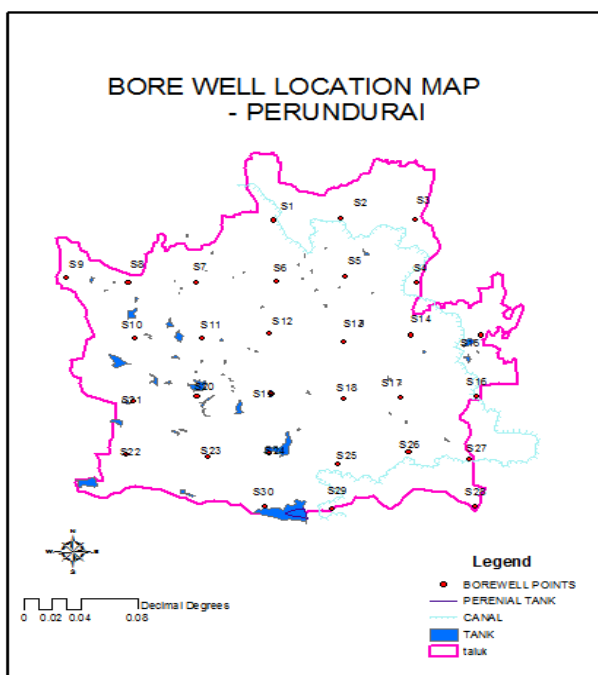 BORE WELL LOCATION MAP
- PERUNDURAI
S1 S2 S3
S9 S8 S7 S6 S5 S4
S10 S11 S12 S13 S14 S15
S21 S20 S19 S18 S17 S16
S22 S23 S24 S25 S26 S27
S30 S29 S28
N
W E
S
0 0.02 0.04 0.08
Decimal Degrees
Legend
BOREWELL POINTS
PERENIAL TANK
CANAL
TANK
taluk